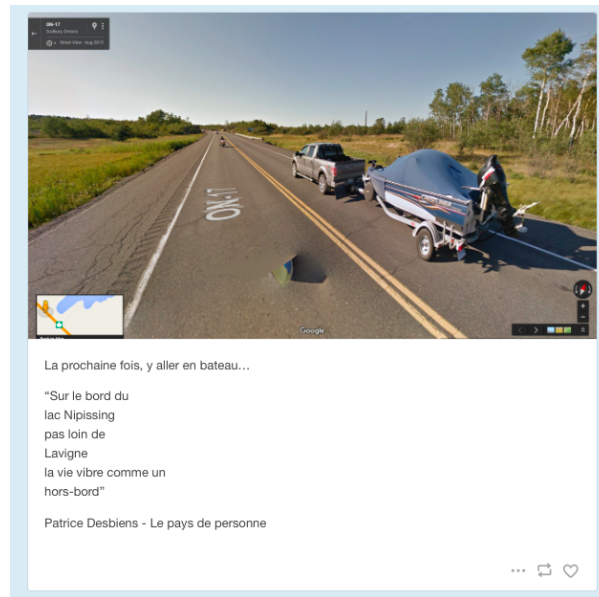 ON-17
Sudbury, Ontario
Street View - Aug 2011
ON-17
Google
La prochaine fois, y aller en bateau…
“Sur le bord du
lac Nipissing
pas loin de
Lavigne
la vie vibre comme un
hors-bord”
Patrice Desbiens - Le pays de personne